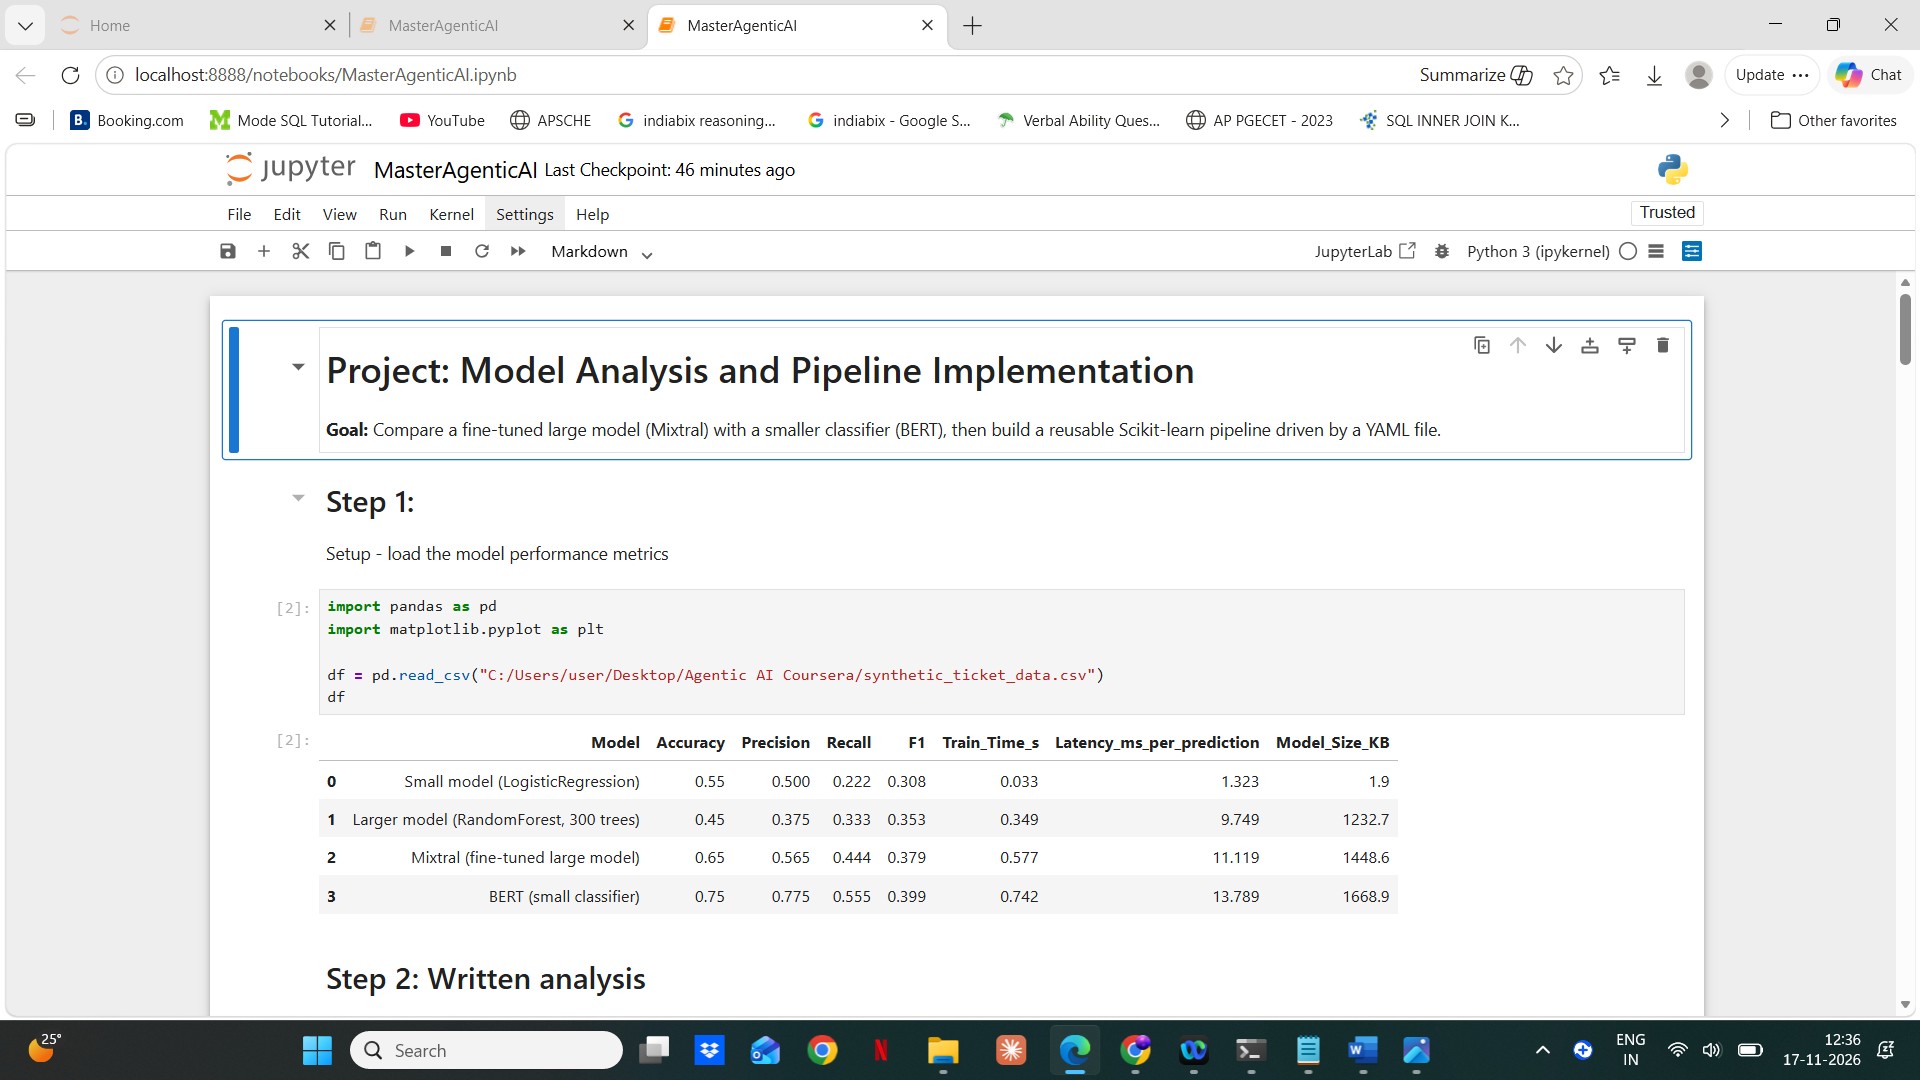 Home
MasterAgenticAI
MasterAgenticAI
localhost:8888/notebooks/MasterAgenticAI.ipynb
Summarize
Update
Chat
B. Booking.com
Mode SQL Tutorial...
YouTube
APSCHE
indiabix reasoning...
indiabix - Google S...
Verbal Ability Ques...
AP PGECET - 2023
SQL INNER JOIN K...
Other favorites
jupyter MasterAgenticAI Last Checkpoint: 46 minutes ago
File Edit View Run Kernel Settings Help
Trusted
Markdown
JupyterLab
Python 3 (ipykernel)
Project: Model Analysis and Pipeline Implementation
Goal: Compare a fine-tuned large model (Mixtral) with a smaller classifier (BERT), then build a reusable Scikit-learn pipeline driven by a YAML file.
Step 1:
Setup - load the model performance metrics
[2]:
import pandas as pd
import matplotlib.pyplot as plt
df = pd.read_csv("C:/Users/user/Desktop/Agentic AI Coursera/synthetic_ticket_data.csv")
df
[2]:
Model Accuracy Precision Recall F1 Train_Time_s Latency_ms_per_prediction Model_Size_KB
0 Small model (LogisticRegression) 0.55 0.500 0.222 0.308 0.033 1.323 1.9
1 Larger model (RandomForest, 300 trees) 0.45 0.375 0.333 0.353 0.349 9.749 1232.7
2 Mixtral (fine-tuned large model) 0.65 0.565 0.444 0.379 0.577 11.119 1448.6
3 BERT (small classifier) 0.75 0.775 0.555 0.399 0.742 13.789 1668.9
Step 2: Written analysis
25°
Search
ENG
IN
12:36
17-11-2026